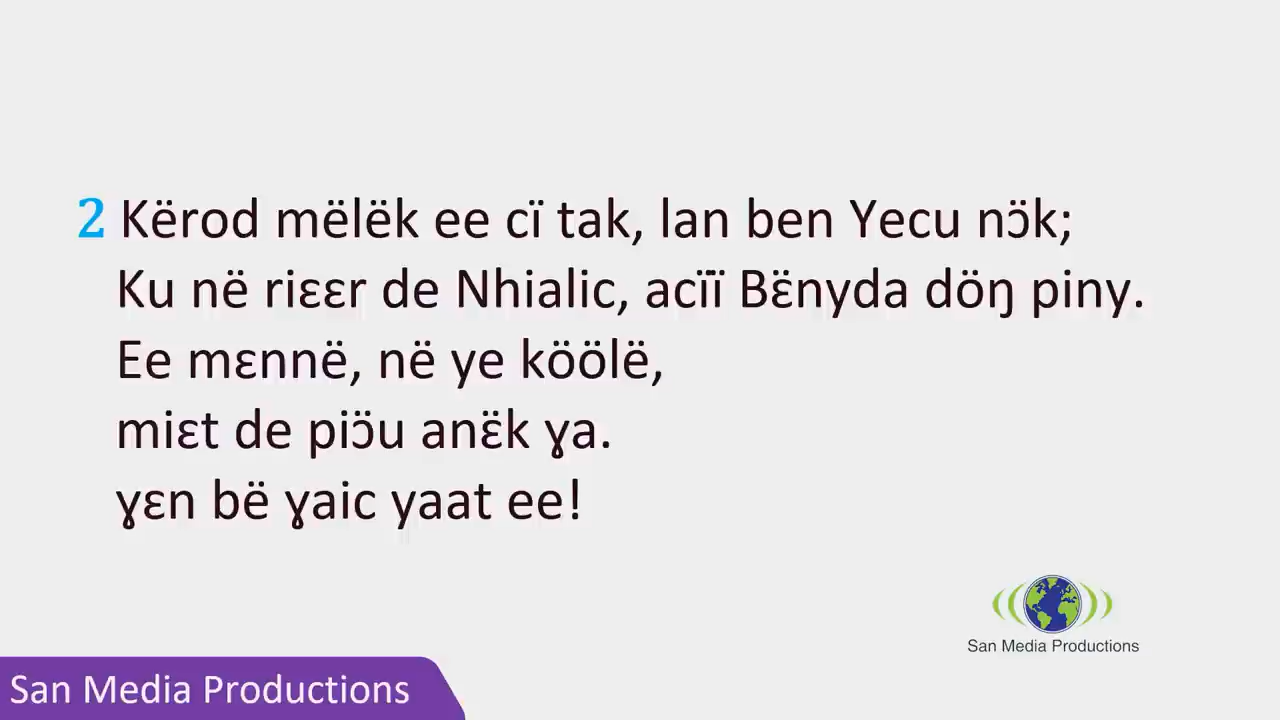 2 Kërod mëlëk ee cï tak, lan ben Yecu nɔ̈k;
Ku në riɛɛr de Nhialic, acïï Bɛ̈nyda döŋ piny.
Ee mɛnnë, në ye köölë,
miɛt de piɔ̈u anɛ̈k ɣa.
ɣɛn bë ɣaic yaat ee!
San Media Productions
San Media Productions